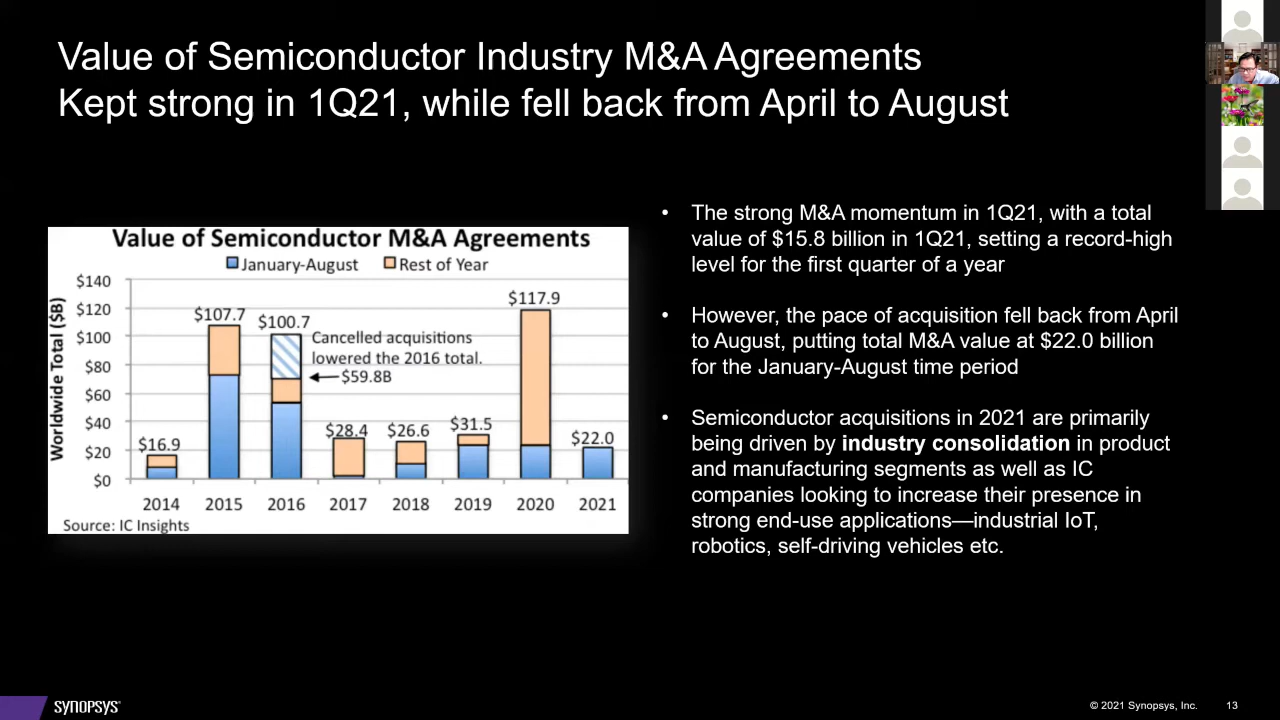 Value of Semiconductor Industry M&A Agreements
Kept strong in 1Q21, while fell back from April to August
Value of Semiconductor M&A Agreements
January-August
Rest of Year
Worldwide Total ($B)
$140
$120
$100
$80
$60
$40
$20
$0
$16.9
$107.7
$100.7
Cancelled acquisitions
lowered the 2016 total.
$59.8B
$28.4
$26.6
$31.5
$117.9
$22.0
2014 2015 2016 2017 2018 2019 2020 2021
Source: IC Insights
• The strong M&A momentum in 1Q21, with a total
value of $15.8 billion in 1Q21, setting a record-high
level for the first quarter of a year
• However, the pace of acquisition fell back from April
to August, putting total M&A value at $22.0 billion
for the January-August time period
• Semiconductor acquisitions in 2021 are primarily
being driven by industry consolidation in product
and manufacturing segments as well as IC
companies looking to increase their presence in
strong end-use applications—industrial IoT,
robotics, self-driving vehicles etc.
SYNOPSYS®
© 2021 Synopsys, Inc. 13